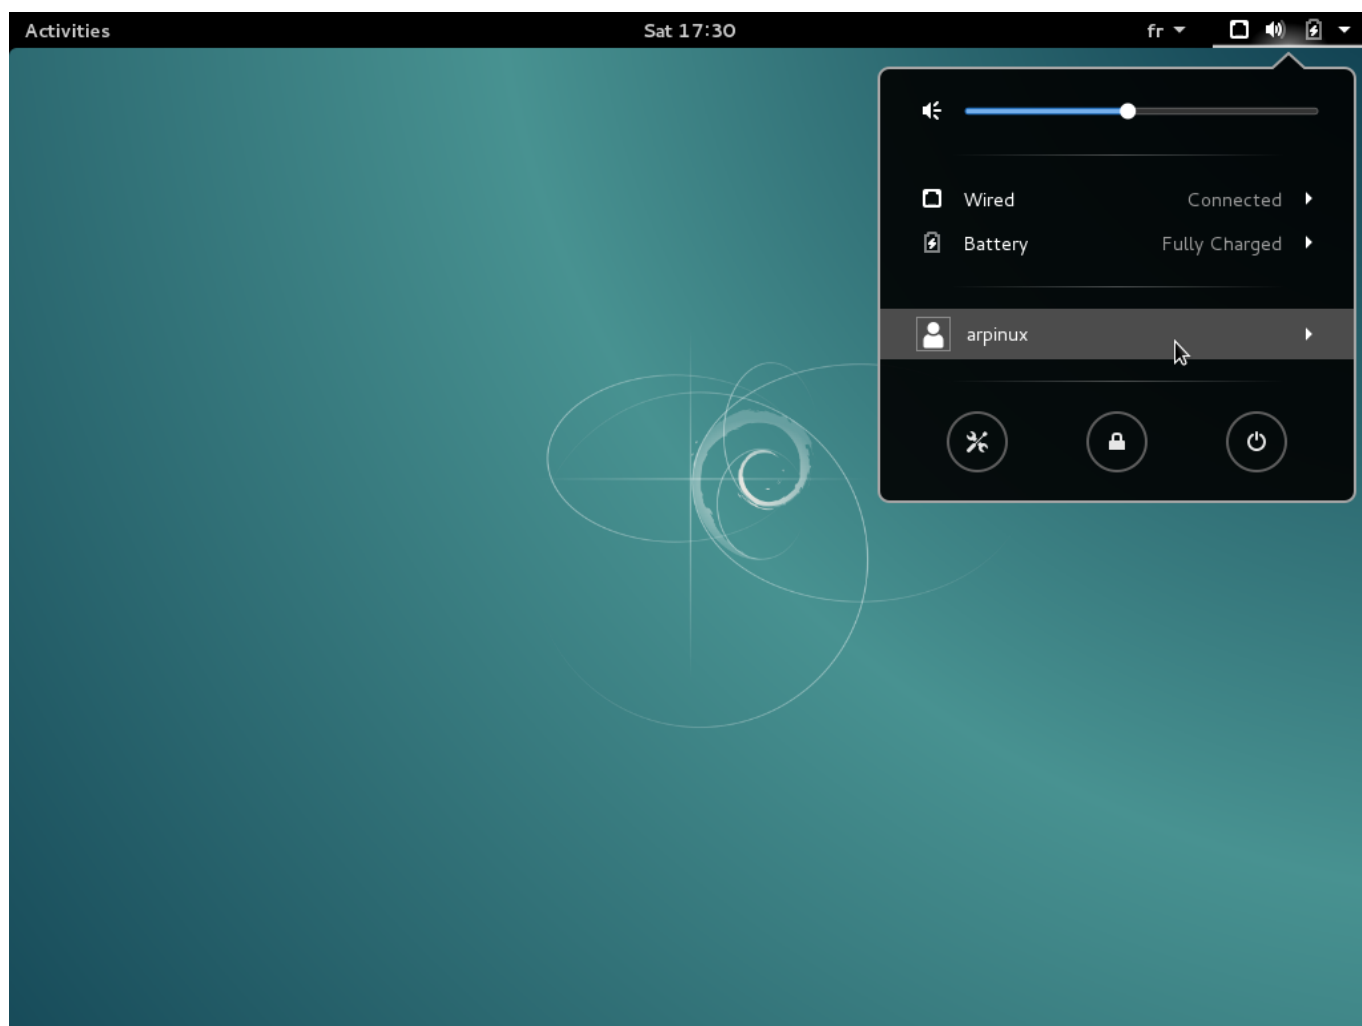 Activities Sat 17:30 fr
Wired Connected
Battery Fully Charged
arpinux